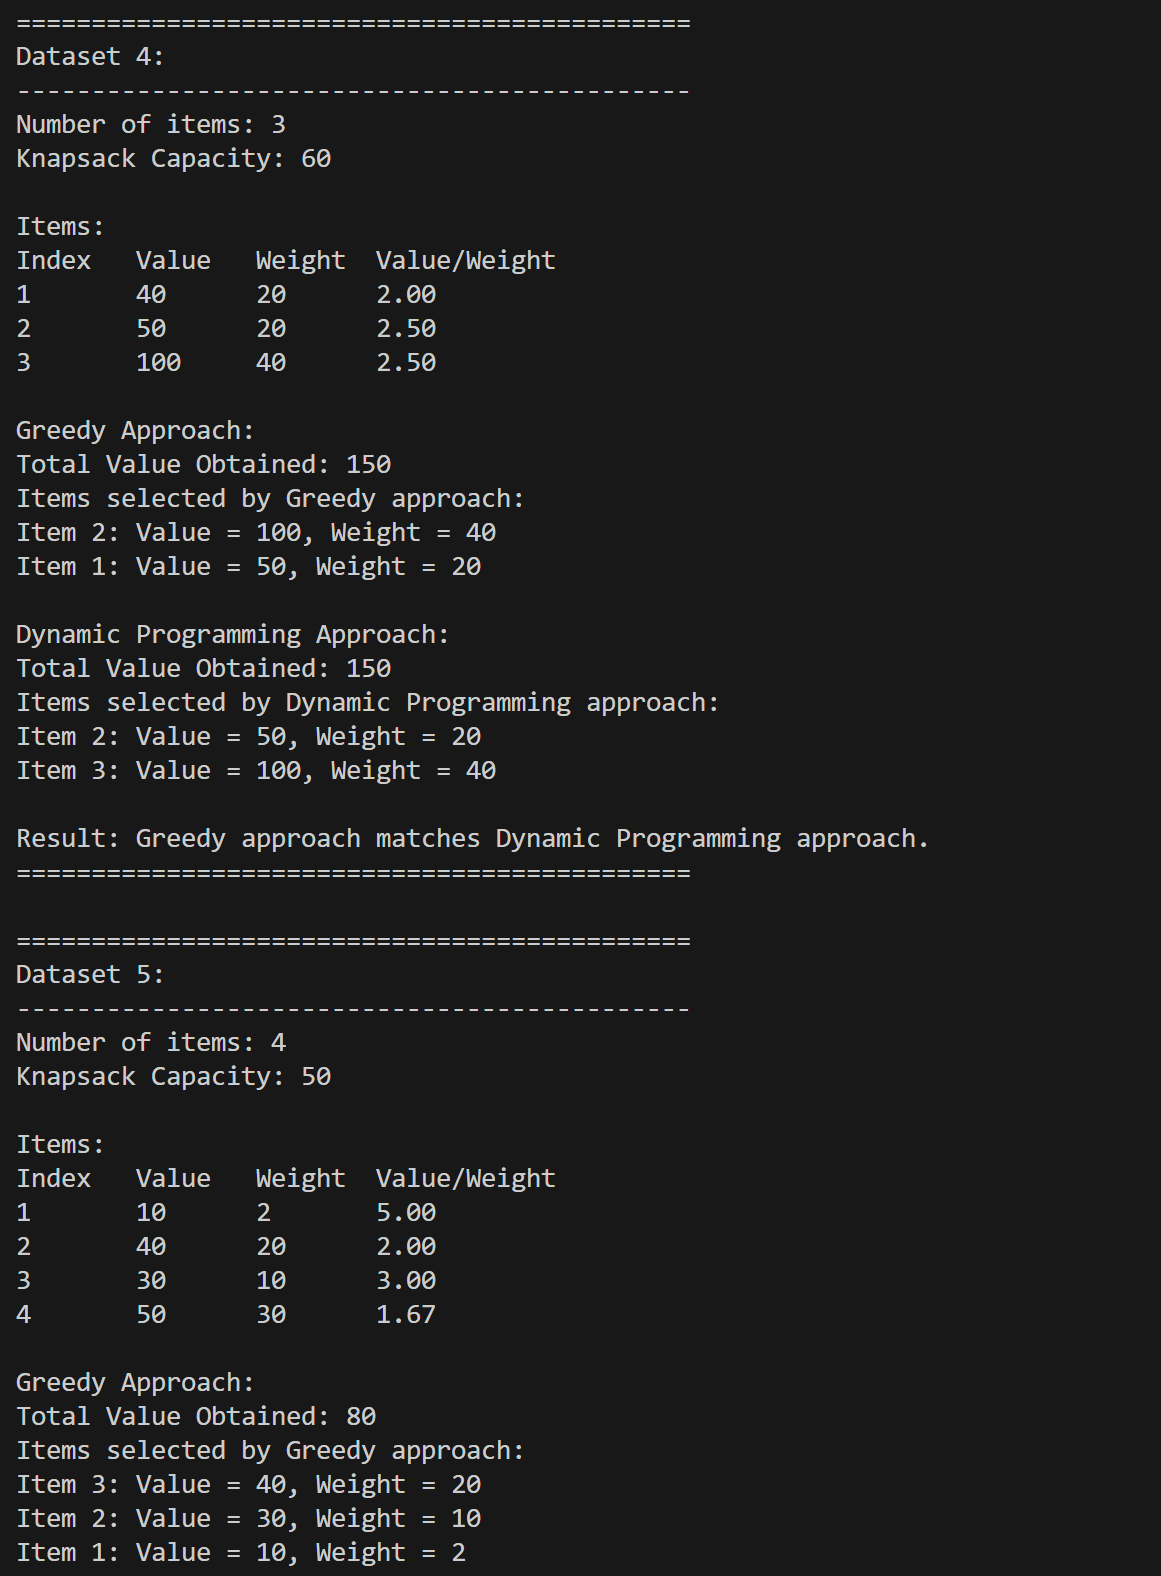 =============================================
Dataset 4:
---------------------------------------------
Number of items: 3
Knapsack Capacity: 60
Items:
Index   Value   Weight  Value/Weight
1       40      20      2.00
2       50      20      2.50
3       100     40      2.50
Greedy Approach:
Total Value Obtained: 150
Items selected by Greedy approach:
Item 2: Value = 100, Weight = 40
Item 1: Value = 50, Weight = 20
Dynamic Programming Approach:
Total Value Obtained: 150
Items selected by Dynamic Programming approach:
Item 2: Value = 50, Weight = 20
Item 3: Value = 100, Weight = 40
Result: Greedy approach matches Dynamic Programming approach.
=============================================
=============================================
Dataset 5:
---------------------------------------------
Number of items: 4
Knapsack Capacity: 50
Items:
Index   Value   Weight  Value/Weight
1       10      2       5.00
2       40      20      2.00
3       30      10      3.00
4       50      30      1.67
Greedy Approach:
Total Value Obtained: 80
Items selected by Greedy approach:
Item 3: Value = 40, Weight = 20
Item 2: Value = 30, Weight = 10
Item 1: Value = 10, Weight = 2